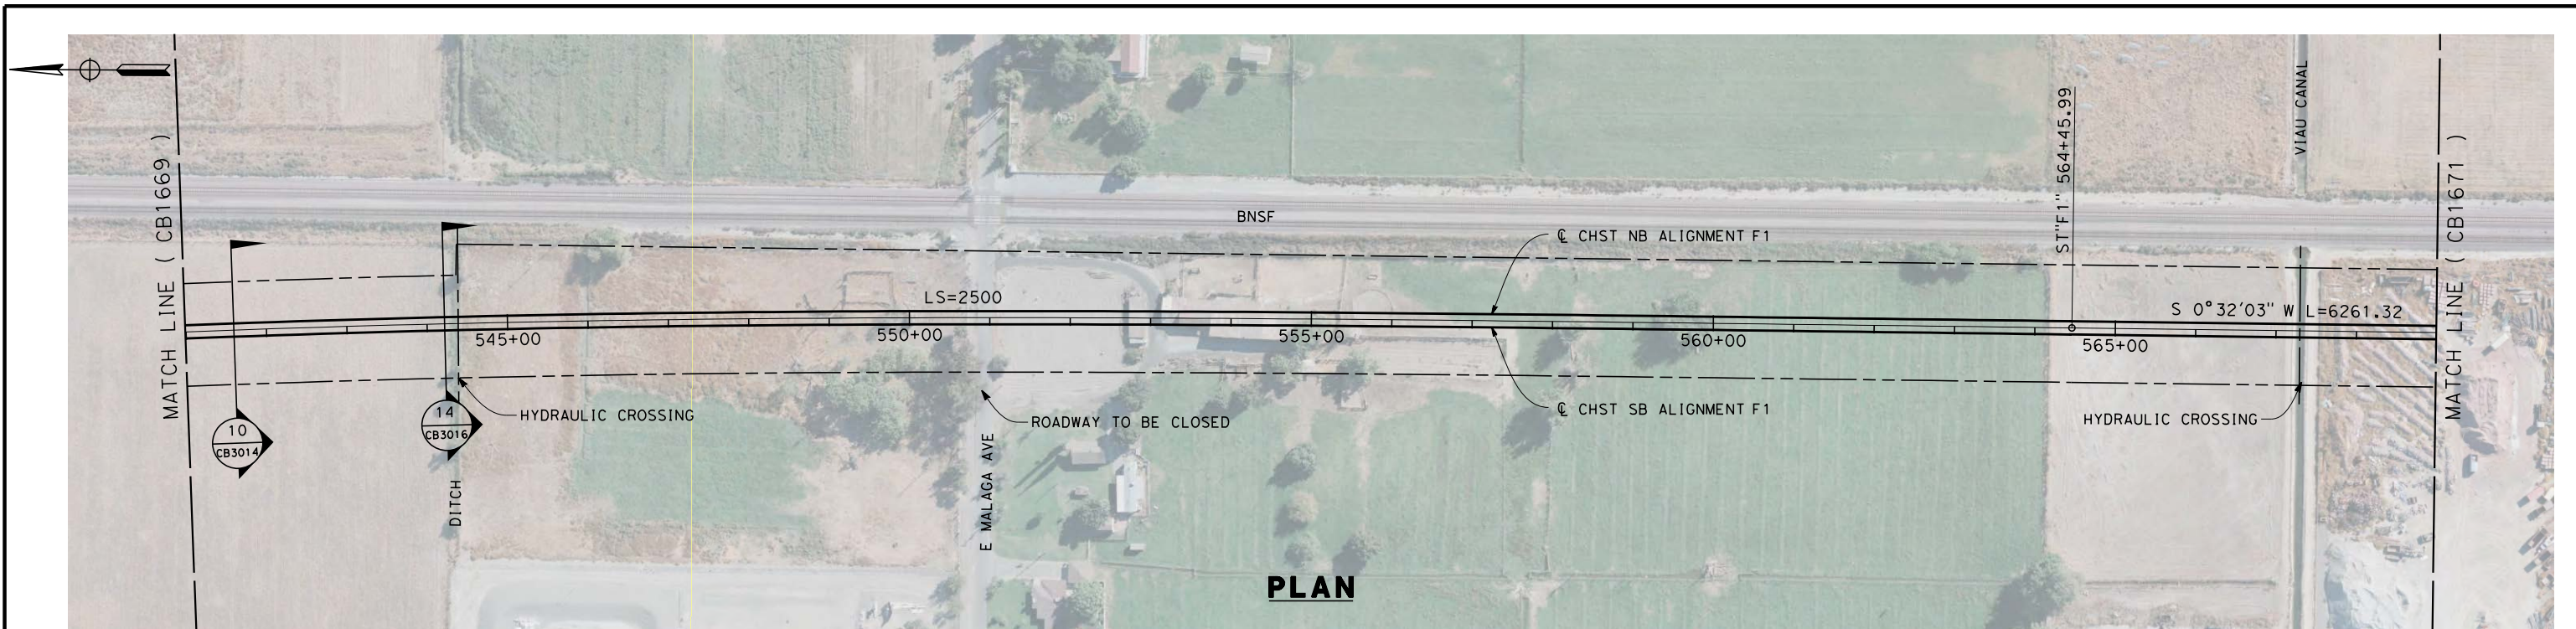 MATCH LINE ( CB1669 )
10
CB3014
14
CB3016
DITCH
HYDRAULIC CROSSING
545+00
LS=2500
550+00
E MALAGA AVE
ROADWAY TO BE CLOSED
BNSF
555+00
℄ CHST NB ALIGNMENT F1
℄ CHST SB ALIGNMENT F1
560+00
ST"F1" 564+45.99
565+00
S 0°32'03" W L=6261.32
VIAU CANAL
HYDRAULIC CROSSING
MATCH LINE ( CB1671 )
PLAN